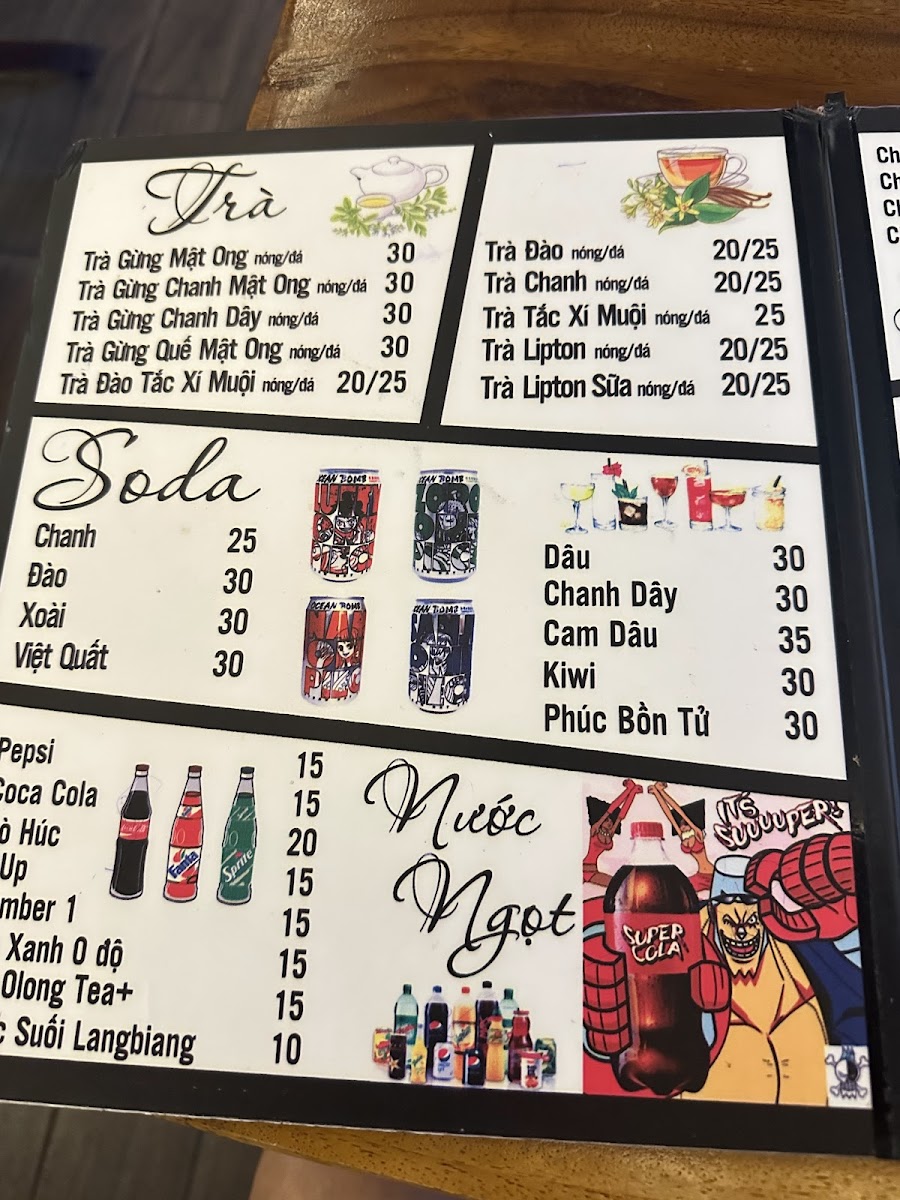 Trà
Trà Gừng Mật Ong nóng/đá 30
Trà Gừng Chanh Mật Ong nóng/đá 30
Trà Gừng Chanh Dây nóng/đá 30
Trà Gừng Quế Mật Ong nóng/đá 30
Trà Đào Tắc Xí Muội nóng/đá 20/25
Trà Đào nóng/đá 20/25
Trà Chanh nóng/đá 20/25
Trà Tắc Xí Muội nóng/đá 25
Trà Lipton nóng/đá 20/25
Trà Lipton Sữa nóng/đá 20/25
Soda
Chanh 25
Đào 30
Xoài 30
Việt Quất 30
OCEAN BOMB
Dâu 30
Chanh Dây 30
Cam Dâu 35
Kiwi 30
Phúc Bồn Tử 30
Pepsi 15
Coca Cola 15
ò Húc 20
Up 15
mber 1 15
Xanh O độ 15
Olong Tea+ 15
c Suối Langbiang 10
Fanta
Sprite
Nước
Ngọt
IT'S
SUUUUPER!
SUPER
COLA
Ch
Ch
Ch
C